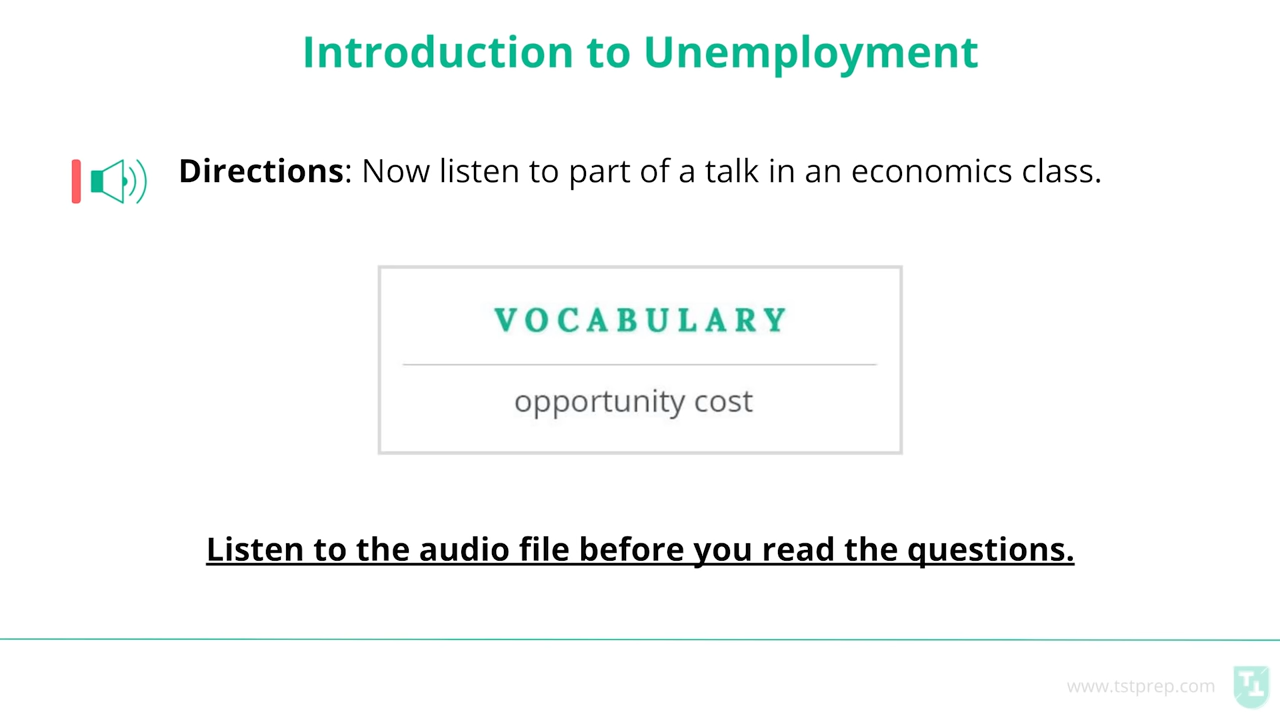 Introduction to Unemployment
Directions: Now listen to part of a talk in an economics class.
VOCABULARY
opportunity cost
Listen to the audio file before you read the questions.
www.tstprep.com